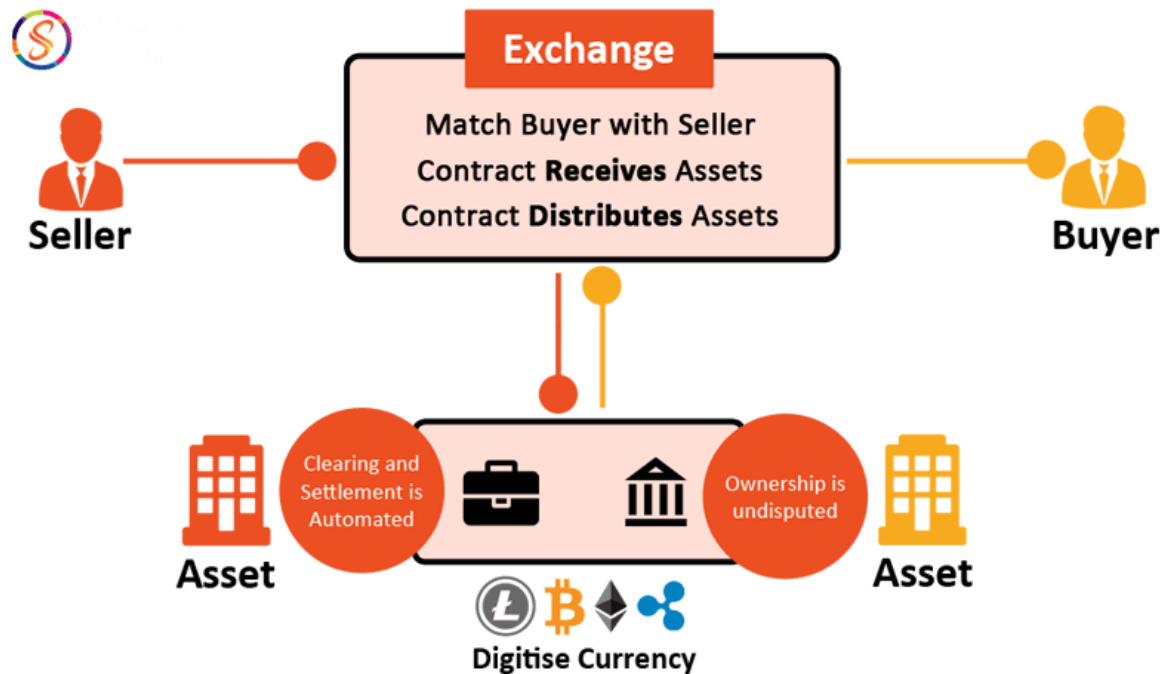 Exchange
Match Buyer with Seller
Contract Receives Assets
Contract Distributes Assets
Seller
Buyer
Clearing and
Settlement is
Automated
Ownership is
undisputed
Asset
Asset
Digitise Currency